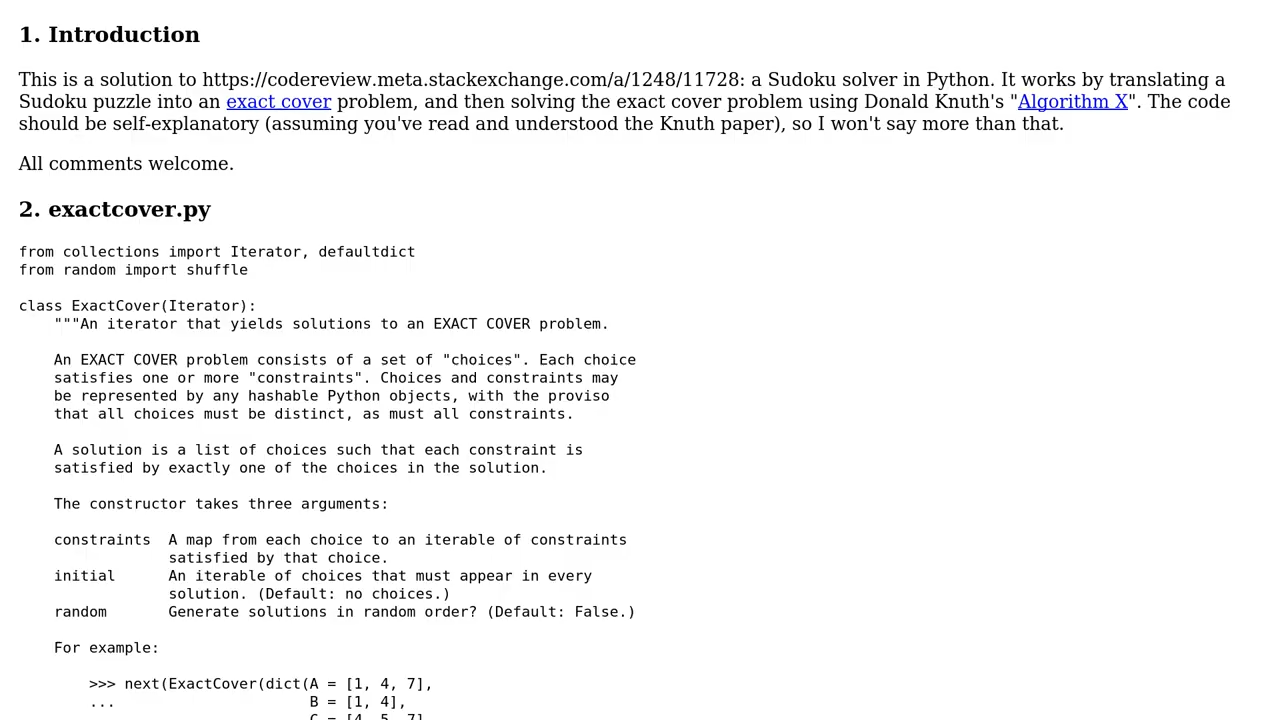 1. Introduction
This is a solution to https://codereview.meta.stackexchange.com/a/1248/11728: a Sudoku solver in Python. It works by translating a
Sudoku puzzle into an exact cover problem, and then solving the exact cover problem using Donald Knuth's "Algorithm X". The code
should be self-explanatory (assuming you've read and understood the Knuth paper), so I won't say more than that.
All comments welcome.
2. exactcover.py
from collections import Iterator, defaultdict
from random import shuffle
class ExactCover(Iterator):
    """An iterator that yields solutions to an EXACT COVER problem.
    An EXACT COVER problem consists of a set of "choices". Each choice
    satisfies one or more "constraints". Choices and constraints may
    be represented by any hashable Python objects, with the proviso
    that all choices must be distinct, as must all constraints.
    A solution is a list of choices such that each constraint is
    satisfied by exactly one of the choices in the solution.
    The constructor takes three arguments:
    constraints  A map from each choice to an iterable of constraints
                 satisfied by that choice.
    initial      An iterable of choices that must appear in every
                 solution. (Default: no choices.)
    random       Generate solutions in random order? (Default: False.)
    For example:
        >>> next(ExactCover(dict(A = [1, 4, 7],
        ...                      B = [1, 4],
                                 C = [4, 5, 7]